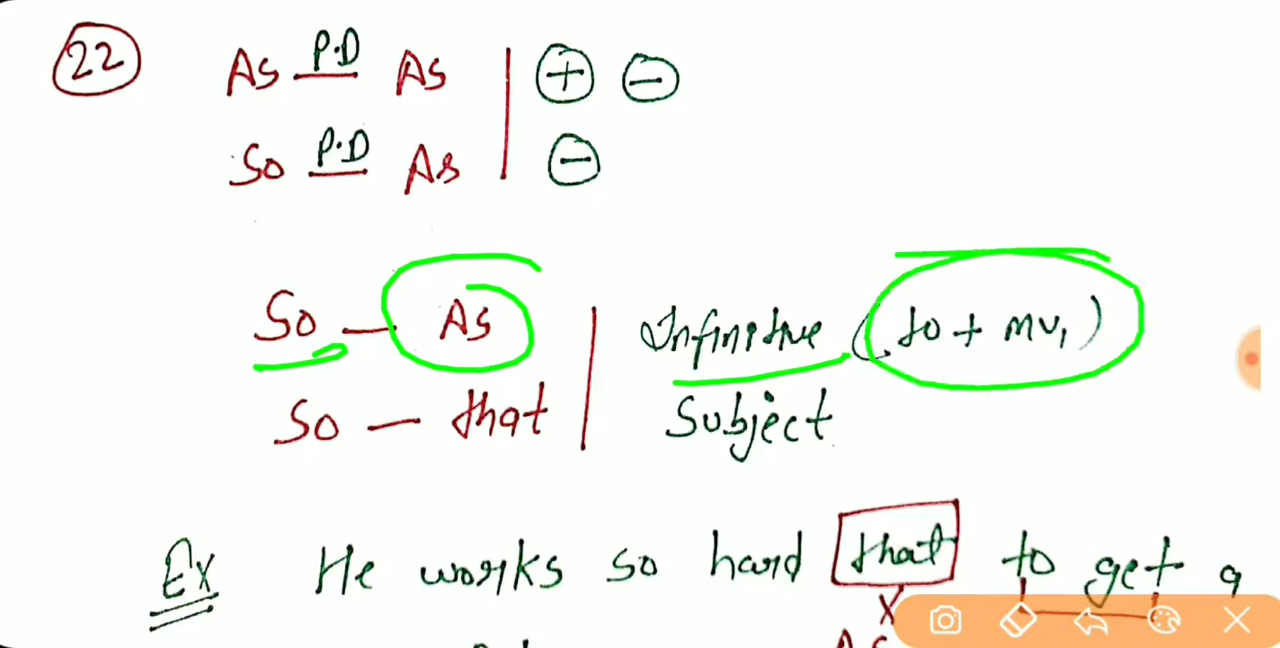 22 As P.D As | + -
So P.D As | -
So - As | Infinitive (to + mv₁)
So - that | Subject
Ex He works so hard that to get a
X
As